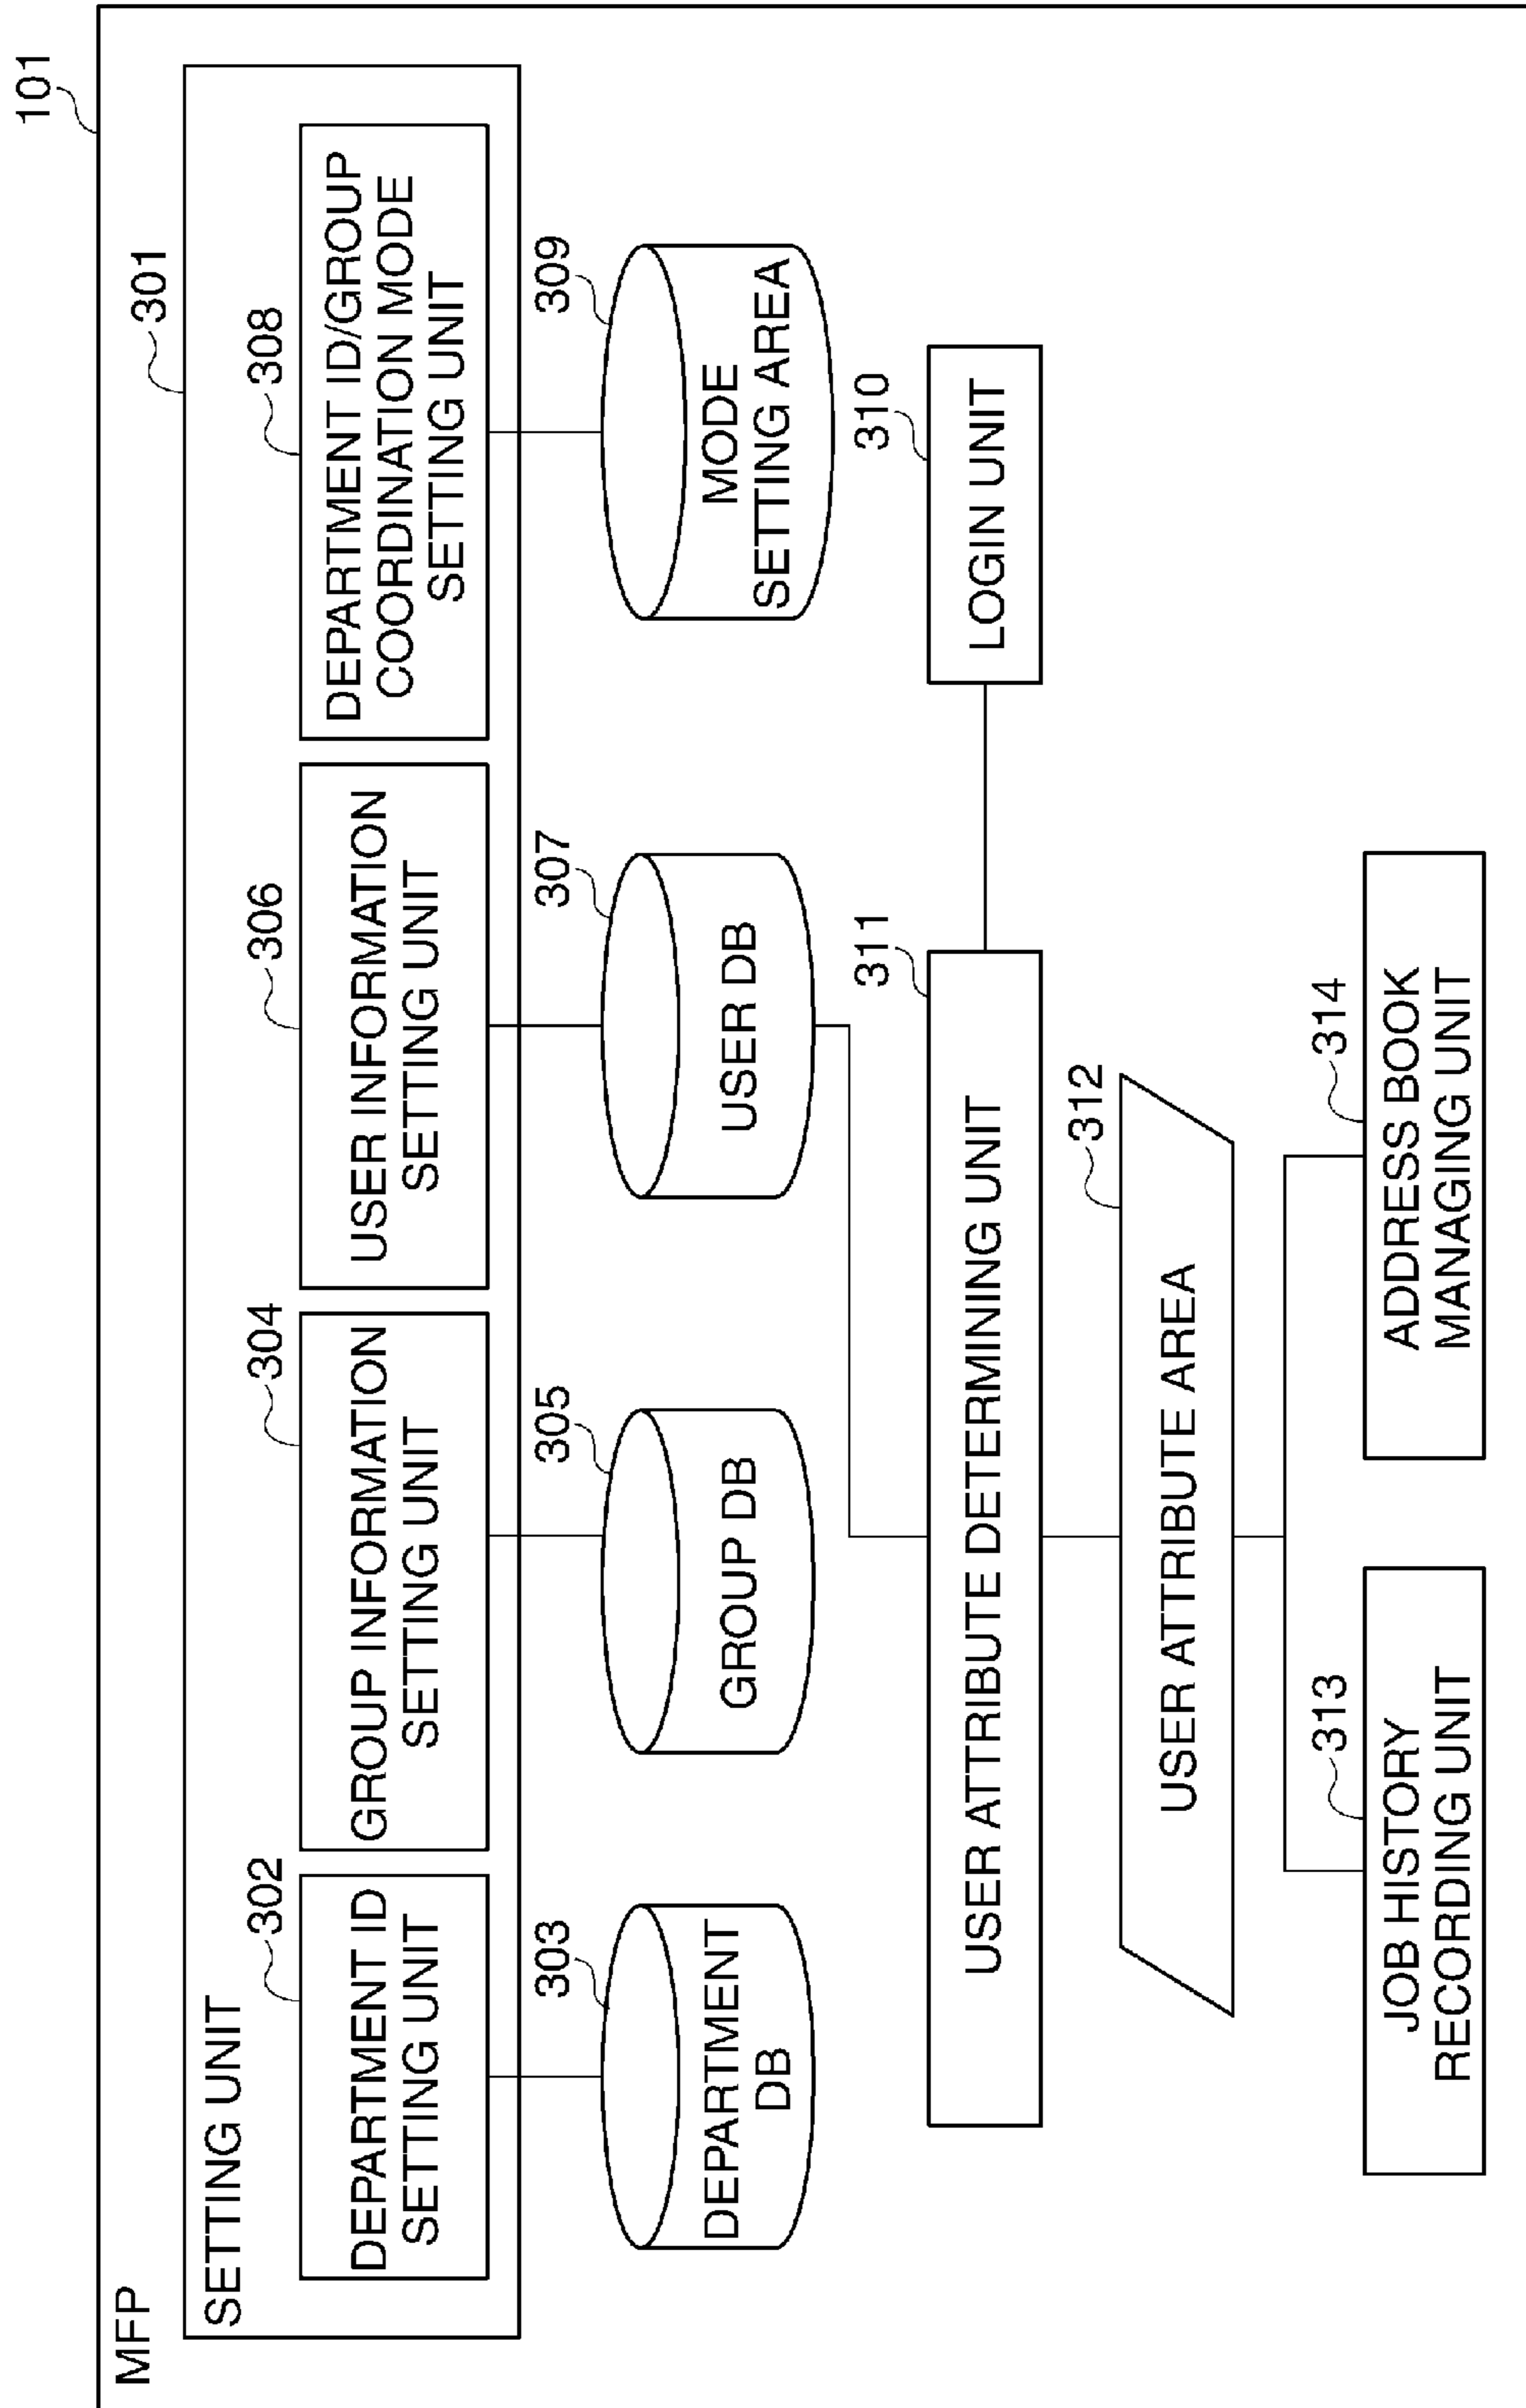 101
MFP
301
SETTING UNIT
302
DEPARTMENT ID
SETTING UNIT
304
GROUP INFORMATION
SETTING UNIT
306
USER INFORMATION
SETTING UNIT
308
DEPARTMENT ID/GROUP
COORDINATION MODE
SETTING UNIT
303
DEPARTMENT
DB
305
GROUP DB
307
USER DB
309
MODE
SETTING AREA
311
USER ATTRIBUTE DETERMINING UNIT
310
LOGIN UNIT
312
USER ATTRIBUTE AREA
313
JOB HISTORY
RECORDING UNIT
314
ADDRESS BOOK
MANAGING UNIT